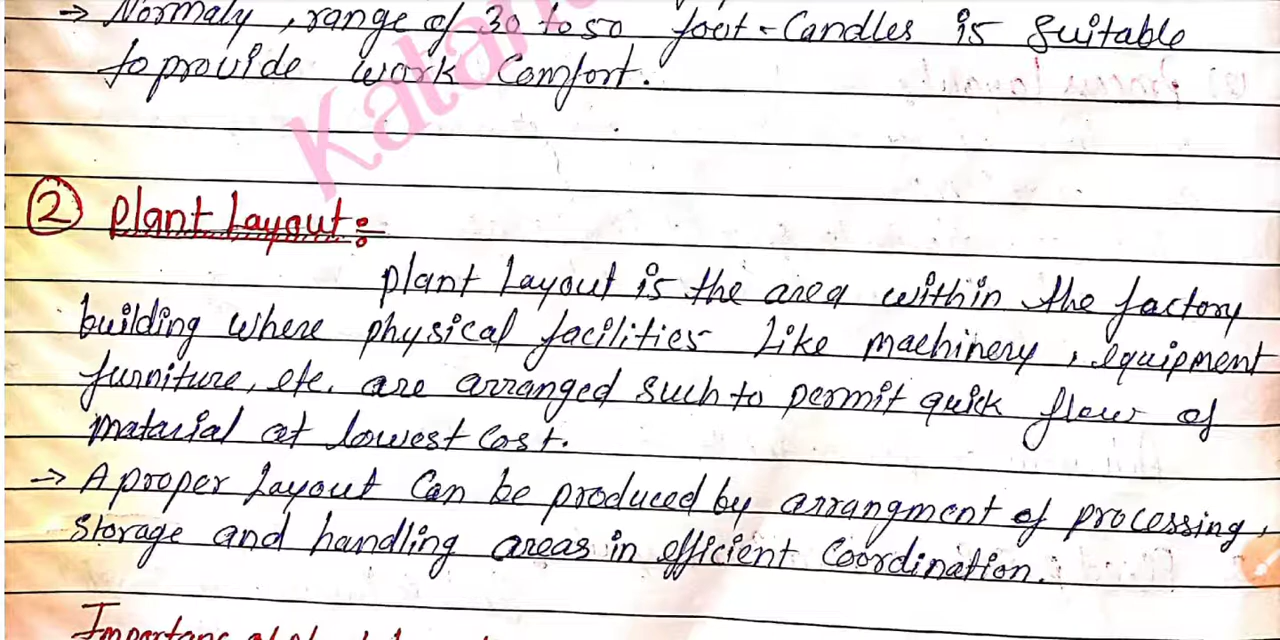 → Normaly, range of 30 to 50 foot-Candles is Suitable
to provide work Comfort.
Katar
② Plant Layout:-
plant Layout is the area within the factory
building where physical facilities Like machinery, equipment
furniture, etc. are arranged such to permit quick flow of
matarial at lowest Cost.
→ A proper Layout Can be produced by arrangment of processing,
Storage and handling areas in efficient Coordination.